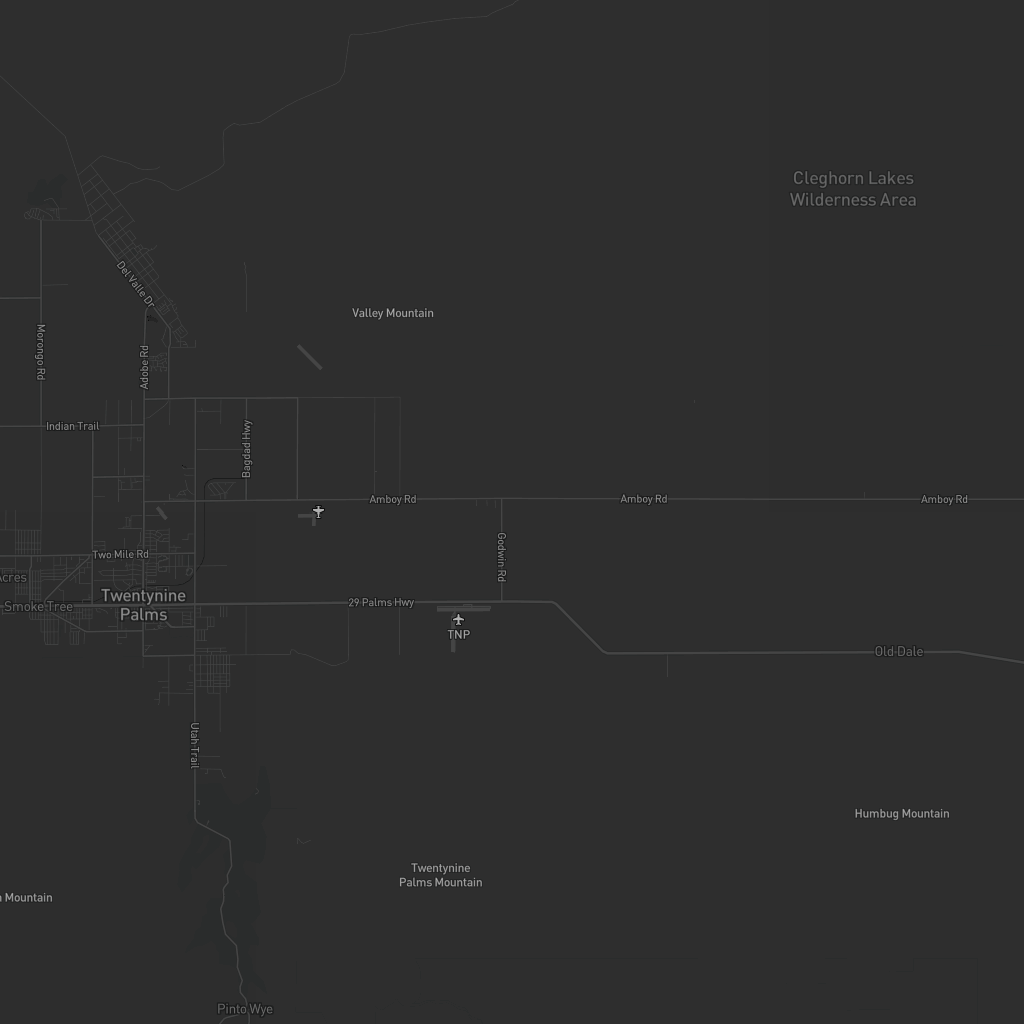 Cleghorn Lakes
Wilderness Area
Del Valle Dr
Valley Mountain
Morongo Rd
Adobe Rd
Indian Trail
Bagdad Hwy
Amboy Rd
Amboy Rd
Amboy Rd
Two Mile Rd
Godwin Rd
Acres
Smoke Tree
Twentynine
Palms
29 Palms Hwy
TNP
Old Dale
Utah Trail
Humbug Mountain
Twentynine
Palms Mountain
Mountain
Pinto Wye